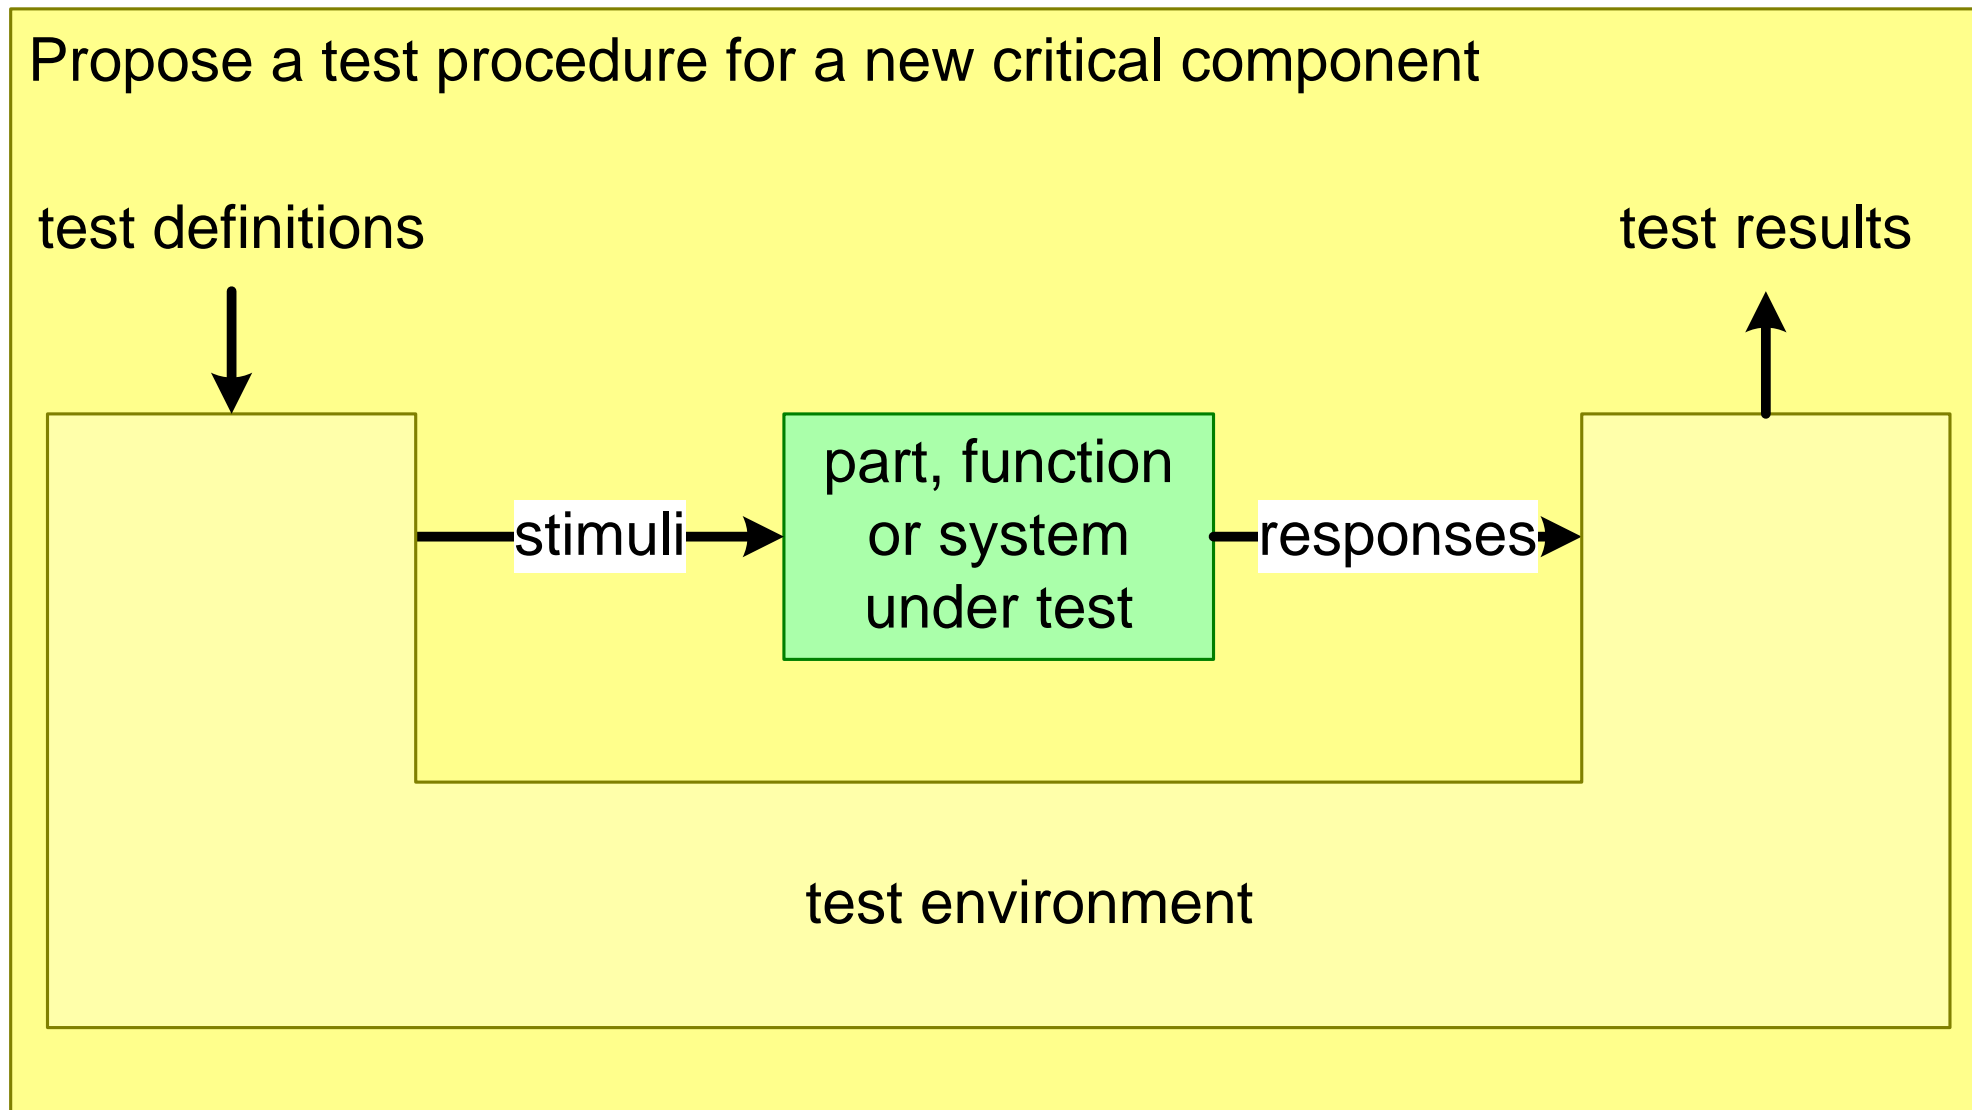 Propose a test procedure for a new critical component
test definitions
test results
stimuli
part, function
or system
under test
responses
test environment